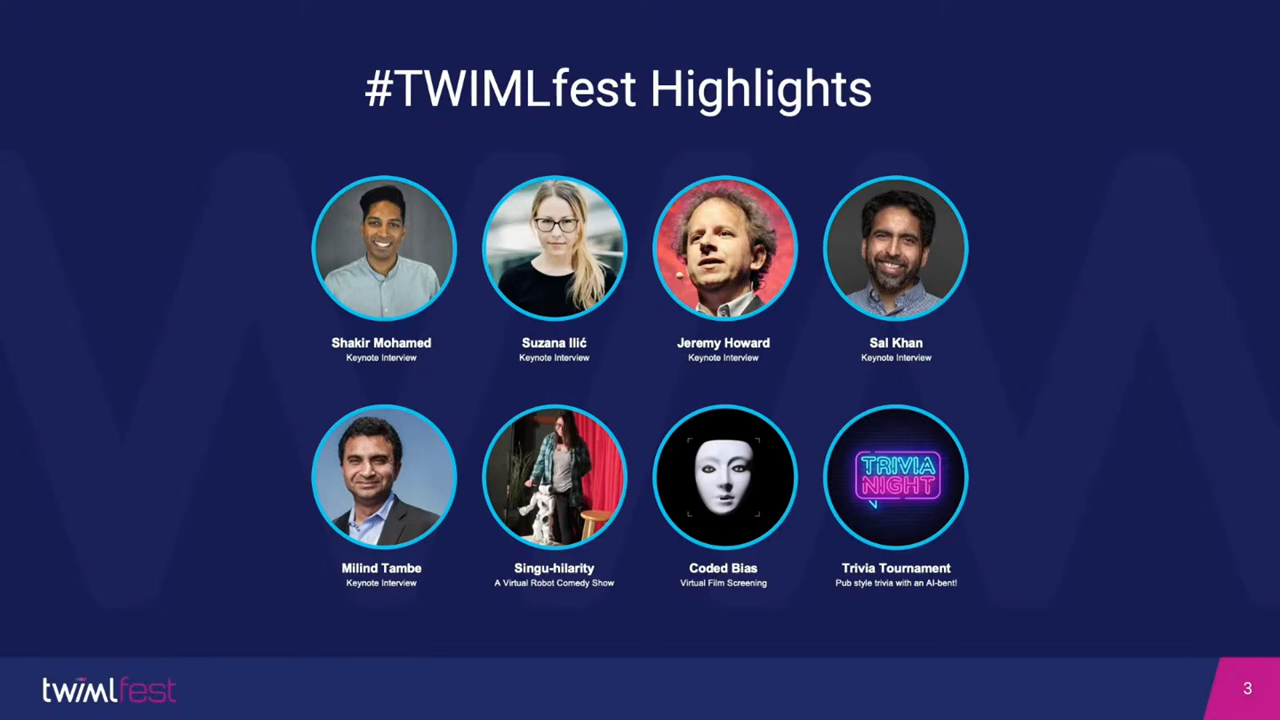 #TWIMLfest Highlights
Shakir Mohamed
Keynote Interview
Suzana Ilić
Keynote Interview
Jeremy Howard
Keynote Interview
Sal Khan
Keynote Interview
TRIVIA
NIGHT
Milind Tambe
Keynote Interview
Singu-hilarity
A Virtual Robot Comedy Show
Coded Bias
Virtual Film Screening
Trivia Tournament
Pub style trivia with an AI-bent!
twimlfest
3